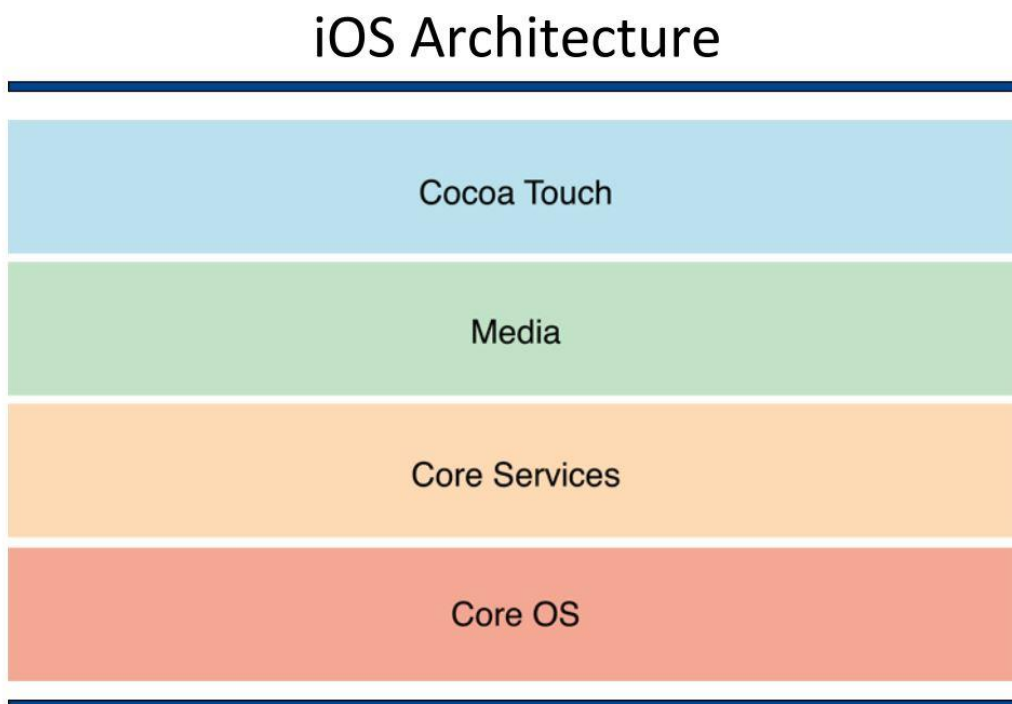 iOS Architecture
Cocoa Touch
Media
Core Services
Core OS